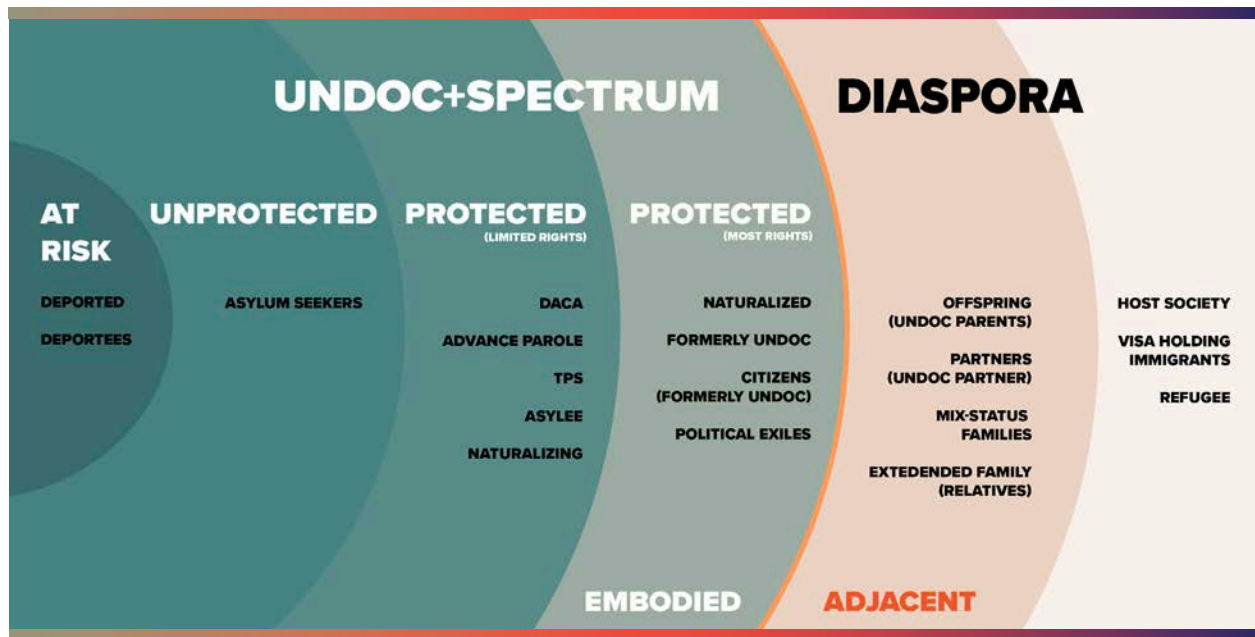 UNDOC+SPECTRUM
DIASPORA
AT
RISK
DEPORTED
DEPORTEES
UNPROTECTED
ASYLUM SEEKERS
PROTECTED
(LIMITED RIGHTS)
DACA
ADVANCE PAROLE
TPS
ASYLEE
NATURALIZING
PROTECTED
(MOST RIGHTS)
NATURALIZED
FORMERLY UNDOC
CITIZENS
(FORMERLY UNDOC)
POLITICAL EXILES
OFFSPRING
(UNDOC PARENTS)
PARTNERS
(UNDOC PARTNER)
MIX-STATUS
FAMILIES
EXTEDENDED FAMILY
(RELATIVES)
HOST SOCIETY
VISA HOLDING
IMMIGRANTS
REFUGEE
EMBODIED
ADJACENT